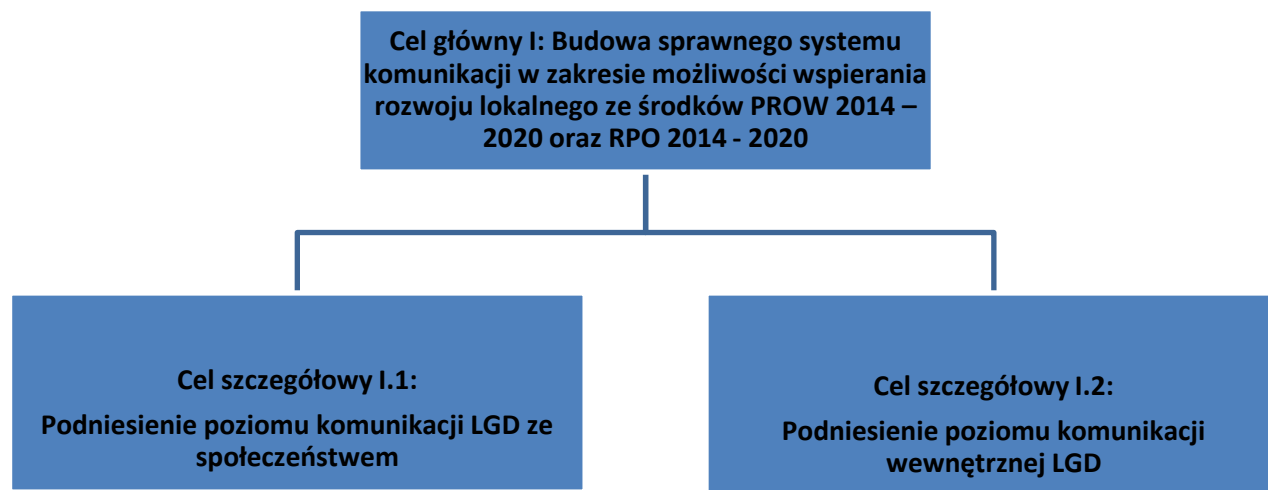 Cel główny I: Budowa sprawnego systemu
komunikacji w zakresie możliwości wspierania
rozwoju lokalnego ze środków PROW 2014 –
2020 oraz RPO 2014 - 2020
Cel szczegółowy I.1:
Podniesienie poziomu komunikacji LGD ze
społeczeństwem
Cel szczegółowy I.2:
Podniesienie poziomu komunikacji
wewnętrznej LGD